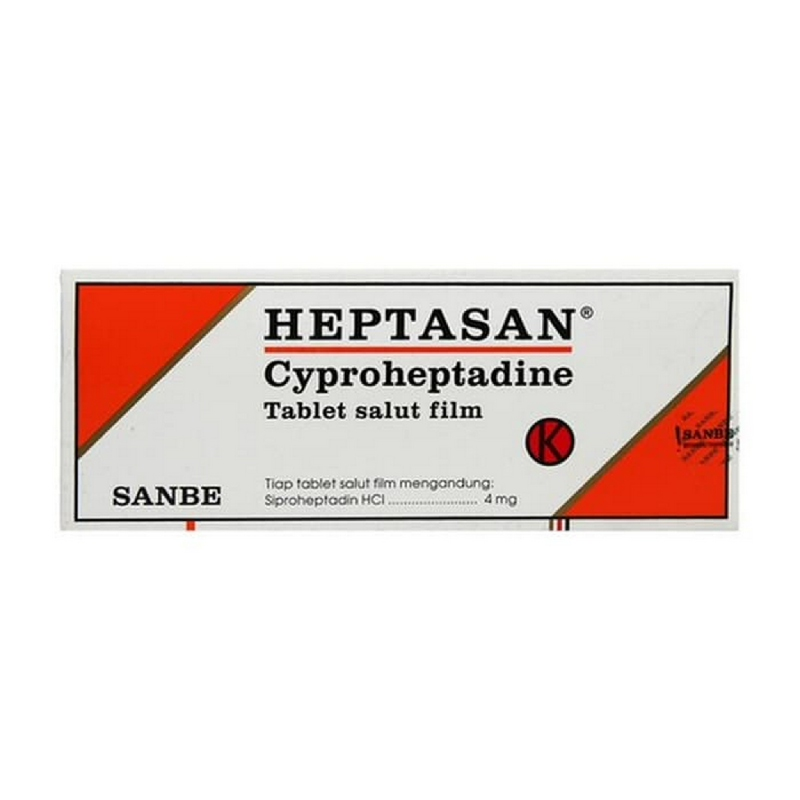 HEPTASAN®
Cyproheptadine
Tablet salut film
K
SANBE
Tiap tablet salut film mengandung:
Siproheptadin HCl ....................... 4 mg
SANBE